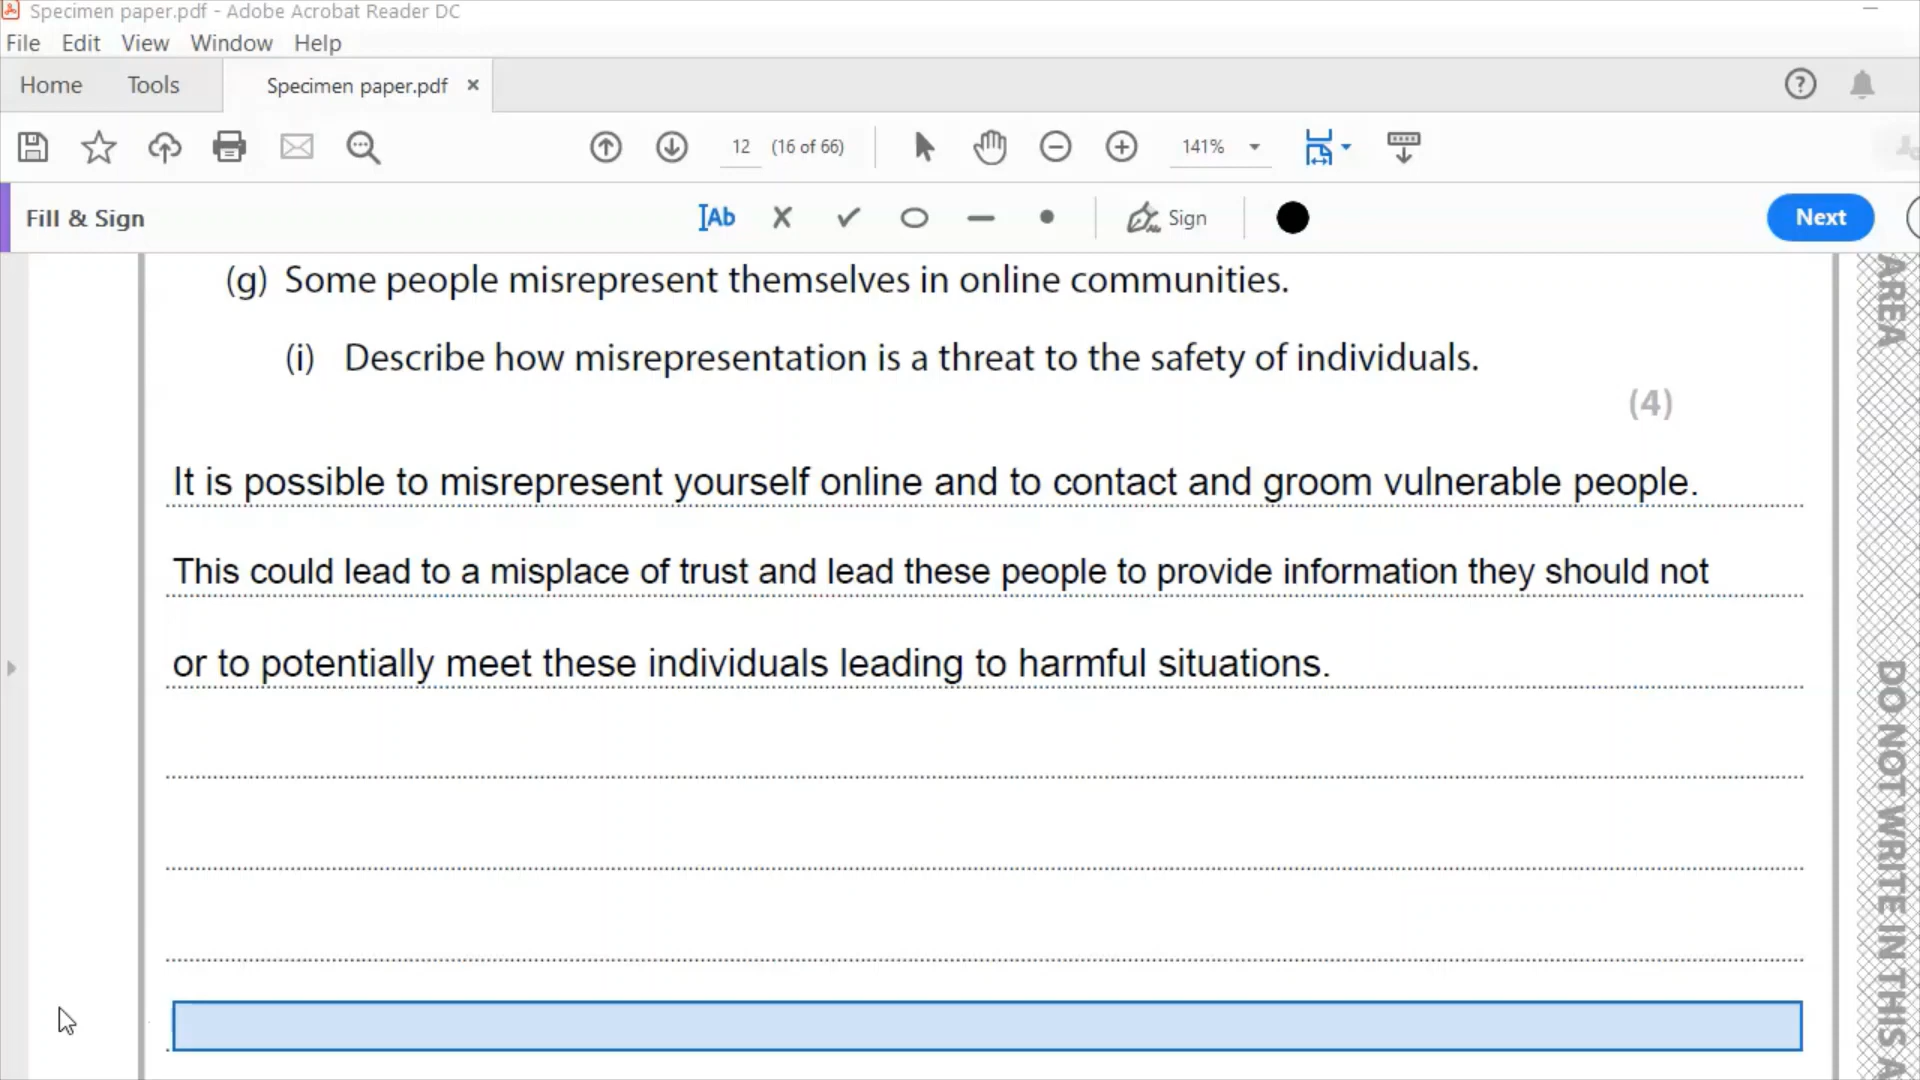 Specimen paper.pdf - Adobe Acrobat Reader DC
File Edit View Window Help
Home Tools Specimen paper.pdf ×
12 (16 of 66) 141%
Fill & Sign Ab Sign Next
(g) Some people misrepresent themselves in online communities.
(i) Describe how misrepresentation is a threat to the safety of individuals.
(4)
It is possible to misrepresent yourself online and to contact and groom vulnerable people.
This could lead to a misplace of trust and lead these people to provide information they should not
or to potentially meet these individuals leading to harmful situations.
AREA
DO NOT WRITE IN THIS A